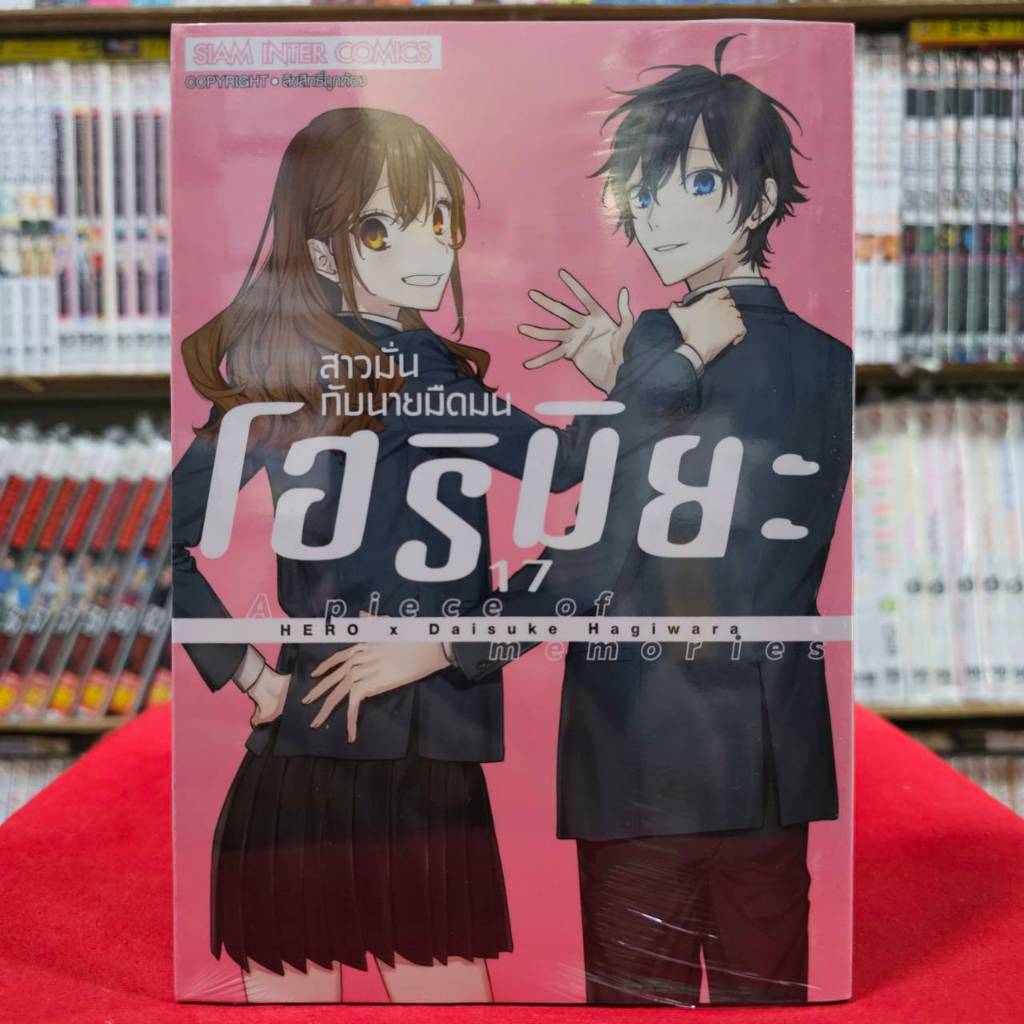 SIAM INTER COMICS
COPYRIGHT • ลิขสิทธิ์ถูกต้อง
สาวมั่น
กับนายมืดมน
โฮริมิยะ
17
A piece of
HERO x Daisuke Hagiwara
memories